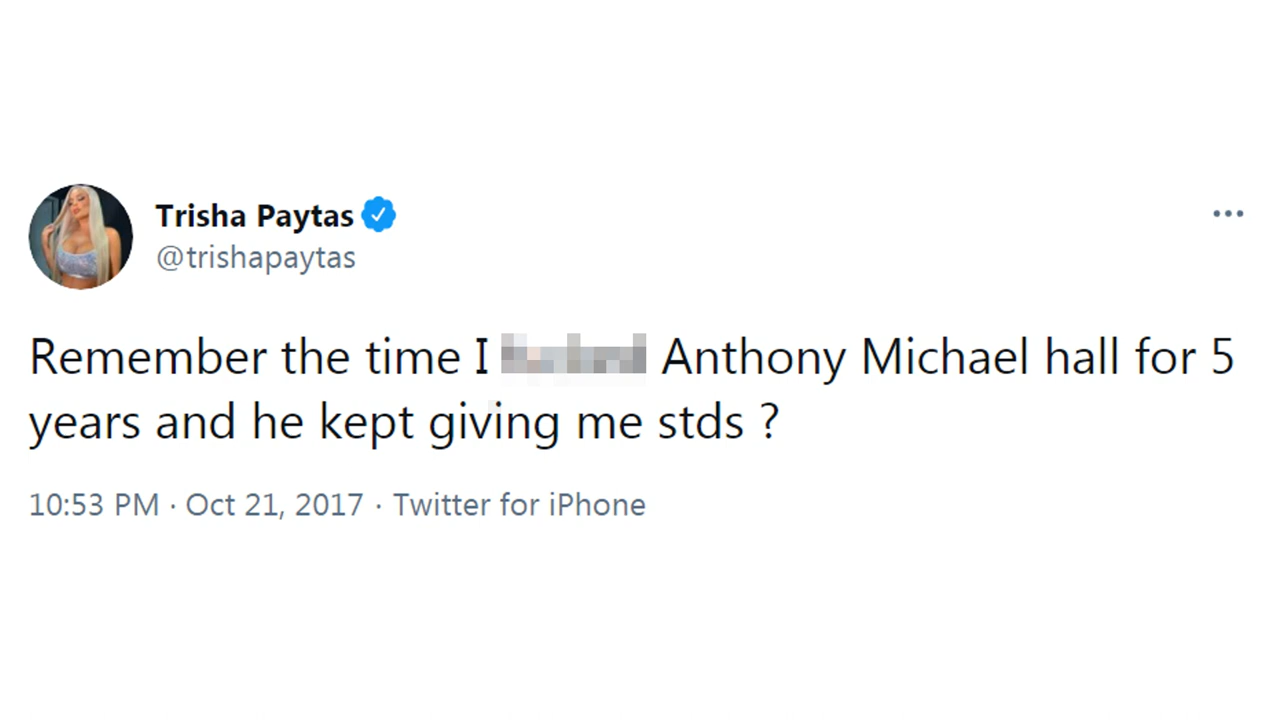 Trisha Paytas
@trishapaytas
Remember the time I Anthony Michael hall for 5
years and he kept giving me stds ?
10:53 PM · Oct 21, 2017 · Twitter for iPhone